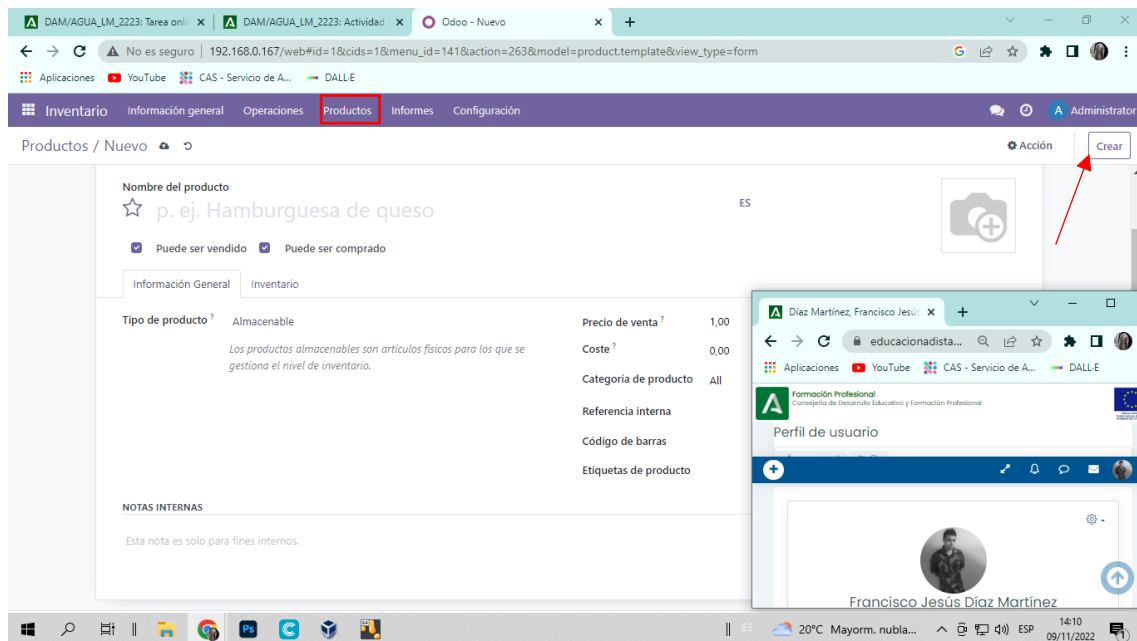 DAM/AGUA_LM_2223: Tarea onli
DAM/AGUA_LM_2223: Actividad
Odoo - Nuevo
No es seguro | 192.168.0.167/web#id=1&cids=1&menu_id=141&action=263&model=product.template&view_type=form
Aplicaciones YouTube CAS - Servicio de A... DALL·E
Inventario Información general Operaciones Productos Informes Configuración A Administrator
Productos / Nuevo Acción Crear
Nombre del producto
p. ej. Hamburguesa de queso ES
Puede ser vendido Puede ser comprado
Información General Inventario
Tipo de producto ? Almacenable
Los productos almacenables son artículos físicos para los que se
gestiona el nivel de inventario.
Precio de venta ? 1,00
Coste ? 0,00
Categoría de producto All
Referencia interna
Código de barras
Etiquetas de producto
NOTAS INTERNAS
Esta nota es solo para fines internos.
Díaz Martínez, Francisco Jesús
educacionadista...
Aplicaciones YouTube CAS - Servicio de A... DALL·E
Formación Profesional
Consejería de Desarrollo Educativo y Formación Profesional
Perfil de usuario
Francisco Jesús Díaz Martínez
Ps C ES 20°C Mayorm. nubla... ESP 14:10
09/11/2022